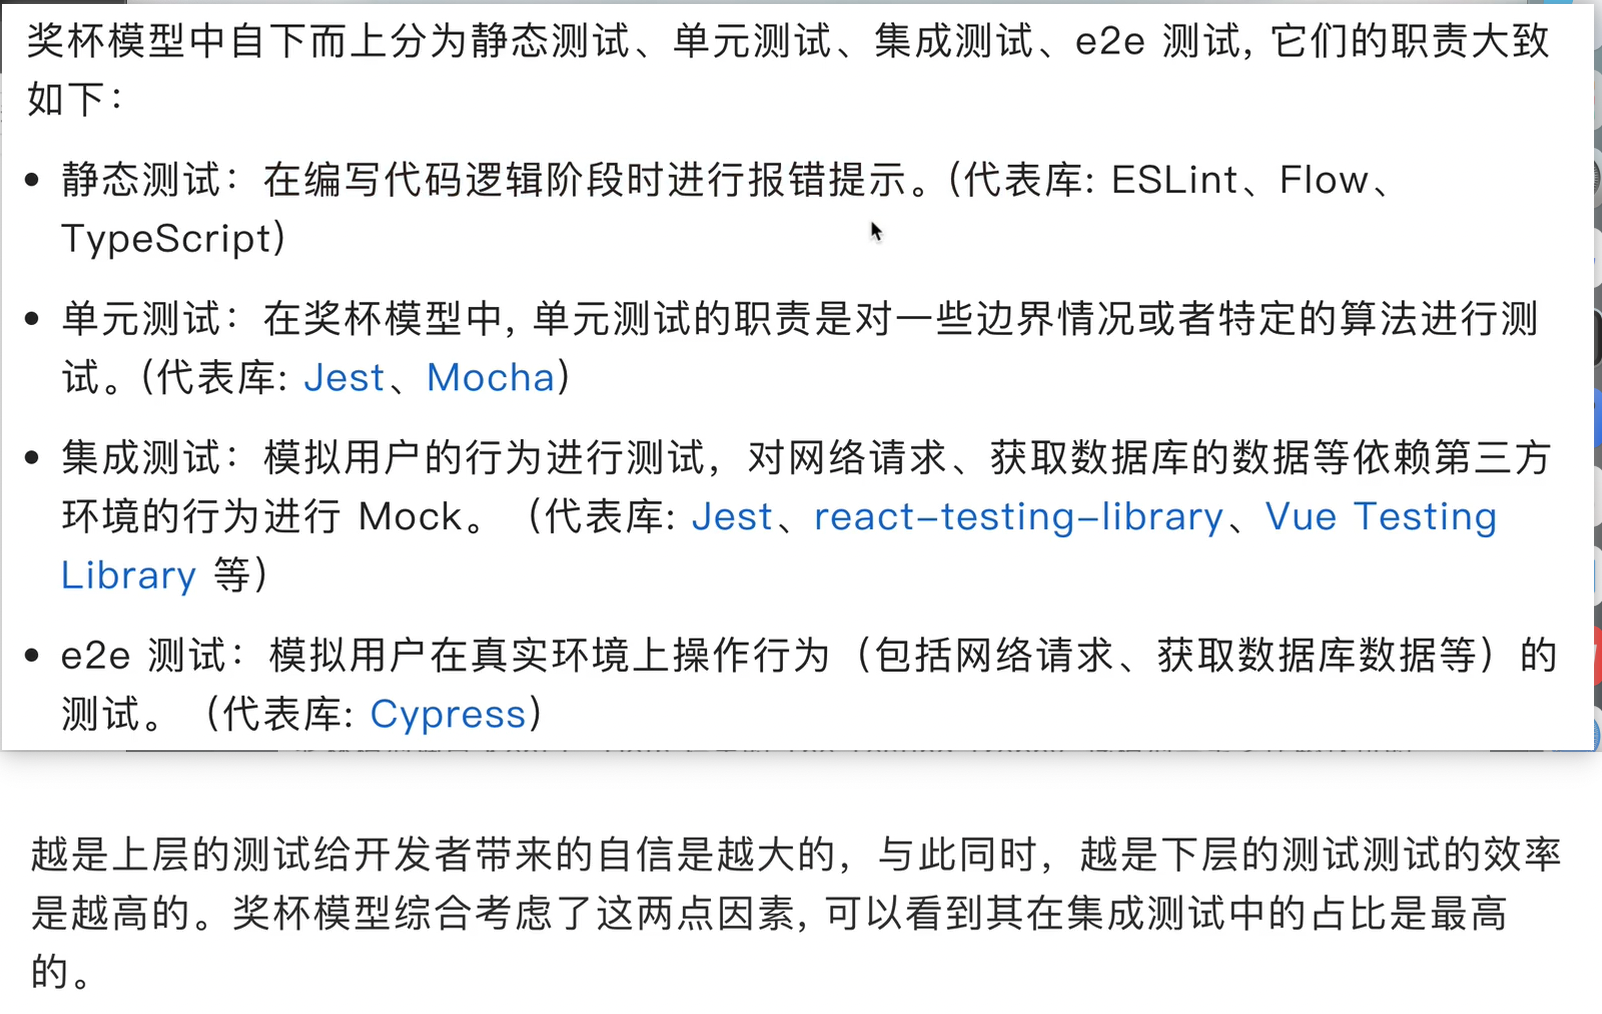 奖杯模型中自下而上分为静态测试、单元测试、集成测试、e2e 测试, 它们的职责大致
如下：
• 静态测试：在编写代码逻辑阶段时进行报错提示。(代表库: ESLint、Flow、
TypeScript)
• 单元测试：在奖杯模型中, 单元测试的职责是对一些边界情况或者特定的算法进行测
试。(代表库: Jest、Mocha)
• 集成测试：模拟用户的行为进行测试，对网络请求、获取数据库的数据等依赖第三方
环境的行为进行 Mock。（代表库: Jest、react-testing-library、Vue Testing
Library 等)
• e2e 测试：模拟用户在真实环境上操作行为（包括网络请求、获取数据库数据等）的
测试。（代表库: Cypress)
越是上层的测试给开发者带来的自信是越大的，与此同时，越是下层的测试测试的效率
是越高的。奖杯模型综合考虑了这两点因素, 可以看到其在集成测试中的占比是最高
的。